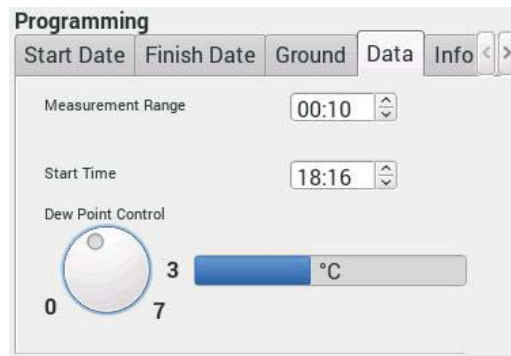 Programming
Start Date Finish Date Ground Data Info
Measurement Range 00:10
Start Time 18:16
Dew Point Control
3 °C
0 7